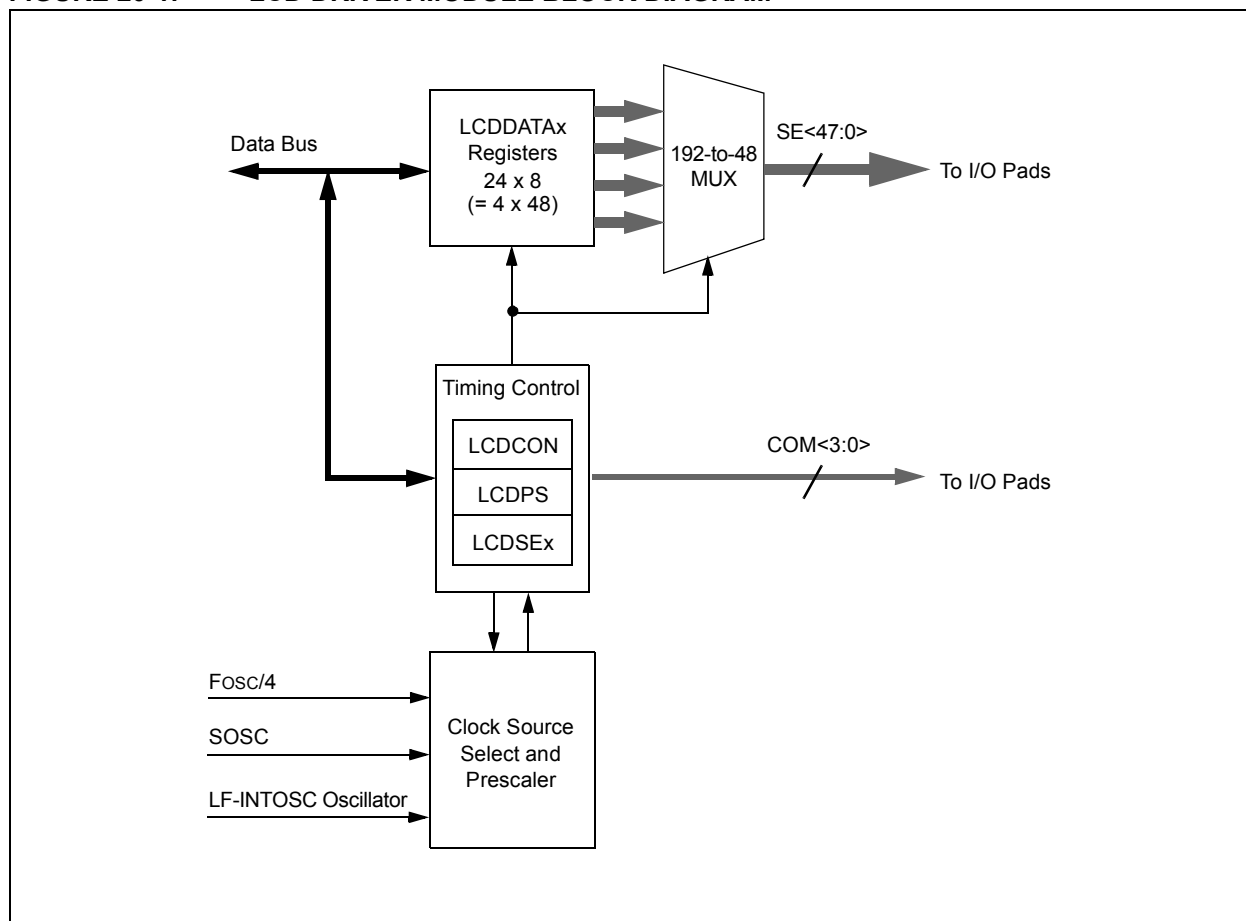 Data Bus
LCDDATAx
Registers
24 x 8
(= 4 x 48)
192-to-48
MUX
SE<47:0>
To I/O Pads
Timing Control
LCDCON
LCDPS
LCDSEx
COM<3:0>
To I/O Pads
FOSC/4
SOSC
LF-INTOSC Oscillator
Clock Source
Select and
Prescaler